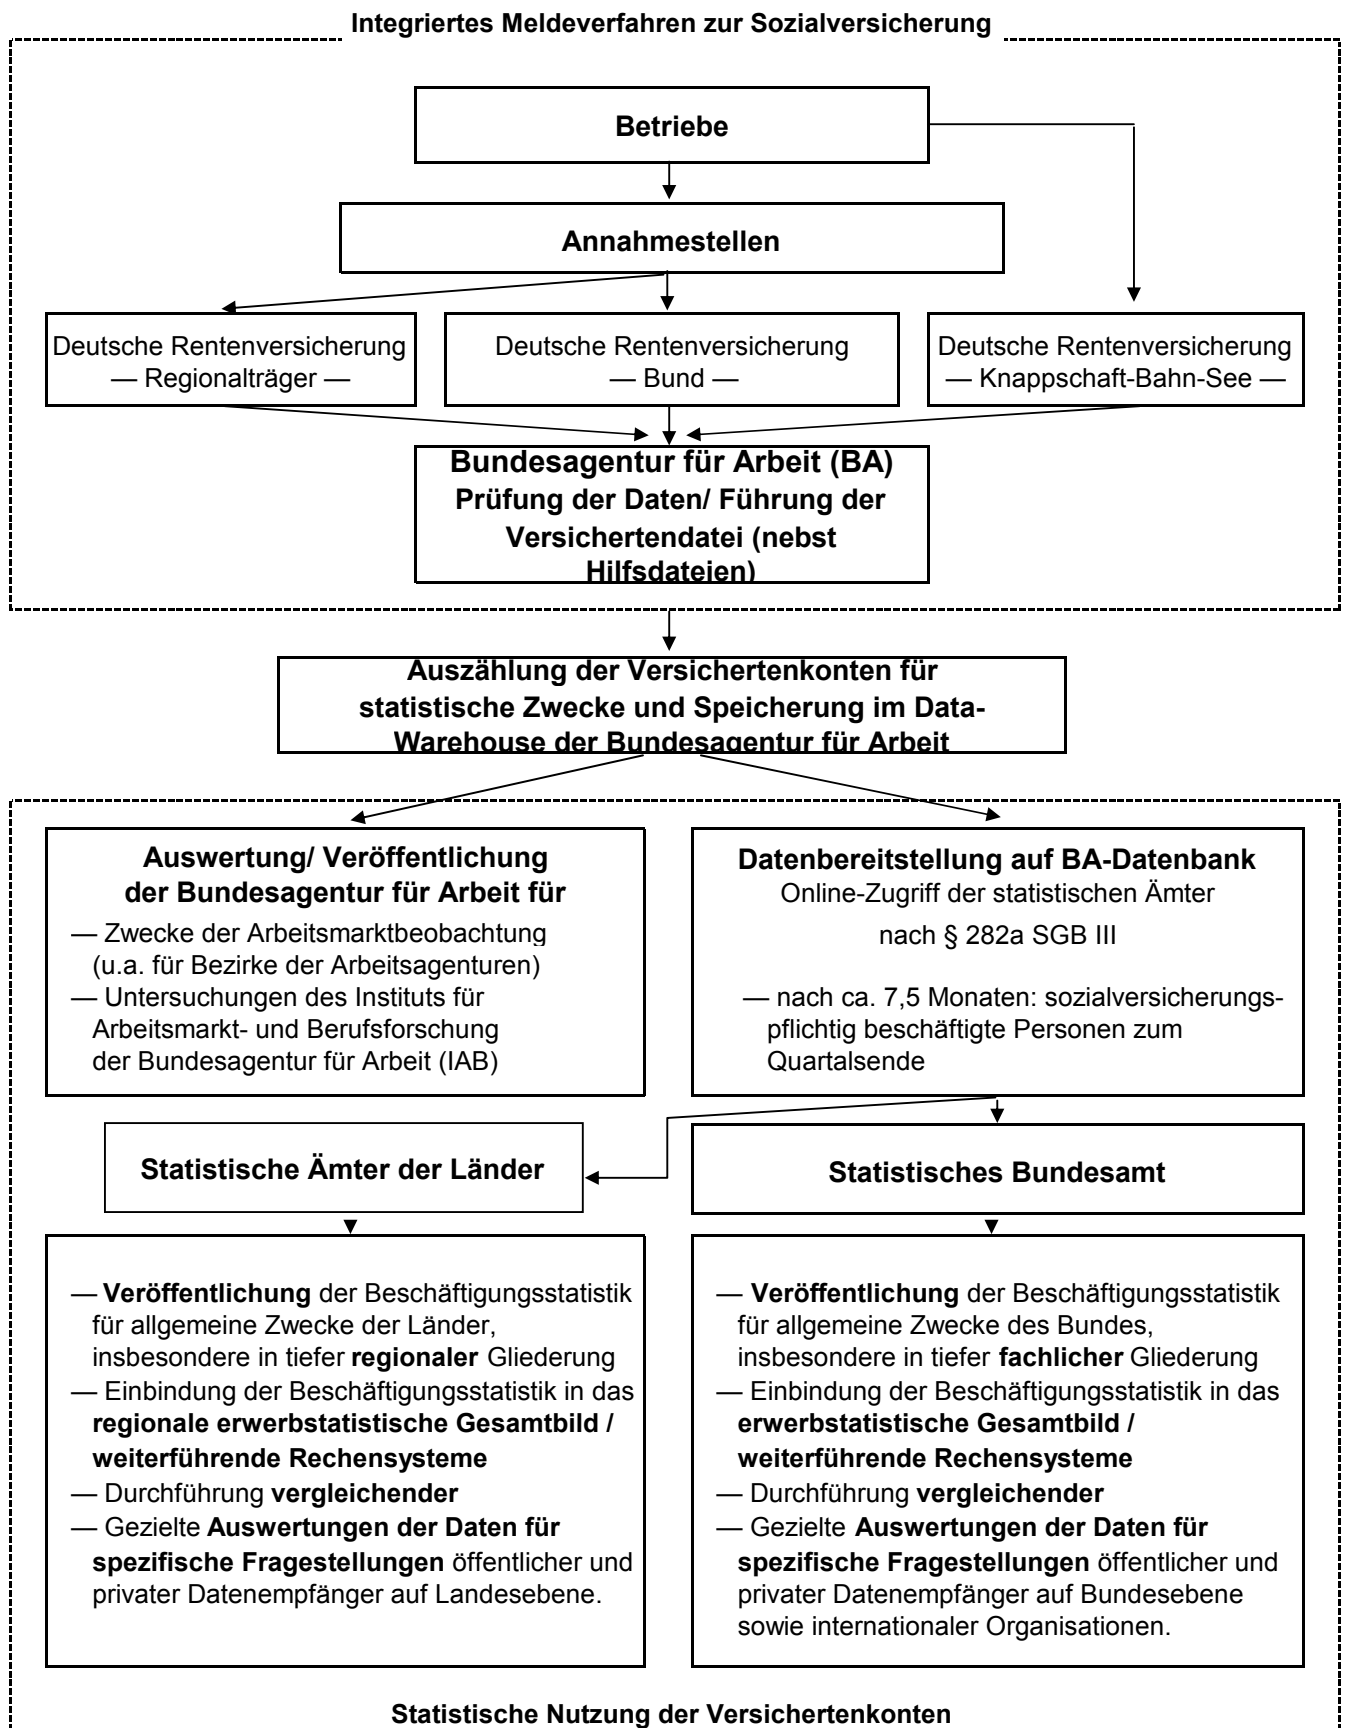 Integriertes Meldeverfahren zur Sozialversicherung
Betriebe
Annahmestellen
Deutsche Rentenversicherung
— Regionalträger —
Deutsche Rentenversicherung
— Bund —
Deutsche Rentenversicherung
— Knappschaft-Bahn-See —
Bundesagentur für Arbeit (BA)
Prüfung der Daten/ Führung der
Versichertendatei (nebst
Hilfsdateien)
Auszählung der Versichertenkonten für
statistische Zwecke und Speicherung im Data-
Warehouse der Bundesagentur für Arbeit
Auswertung/ Veröffentlichung
der Bundesagentur für Arbeit für
— Zwecke der Arbeitsmarktbeobachtung
(u.a. für Bezirke der Arbeitsagenturen)
— Untersuchungen des Instituts für
Arbeitsmarkt- und Berufsforschung
der Bundesagentur für Arbeit (IAB)
Datenbereitstellung auf BA-Datenbank
Online-Zugriff der statistischen Ämter
nach § 282a SGB III
— nach ca. 7,5 Monaten: sozialversicherungs-
pflichtig beschäftigte Personen zum
Quartalsende
Statistische Ämter der Länder
Statistisches Bundesamt
— Veröffentlichung der Beschäftigungsstatistik
für allgemeine Zwecke der Länder,
insbesondere in tiefer regionaler Gliederung
— Einbindung der Beschäftigungsstatistik in das
regionale erwerbstatistische Gesamtbild /
weiterführende Rechensysteme
— Durchführung vergleichender
— Gezielte Auswertungen der Daten für
spezifische Fragestellungen öffentlicher und
privater Datenempfänger auf Landesebene.
— Veröffentlichung der Beschäftigungsstatistik
für allgemeine Zwecke des Bundes,
insbesondere in tiefer fachlicher Gliederung
— Einbindung der Beschäftigungsstatistik in das
erwerbstatistische Gesamtbild /
weiterführende Rechensysteme
— Durchführung vergleichender
— Gezielte Auswertungen der Daten für
spezifische Fragestellungen öffentlicher und
privater Datenempfänger auf Bundesebene
sowie internationaler Organisationen.
Statistische Nutzung der Versichertenkonten